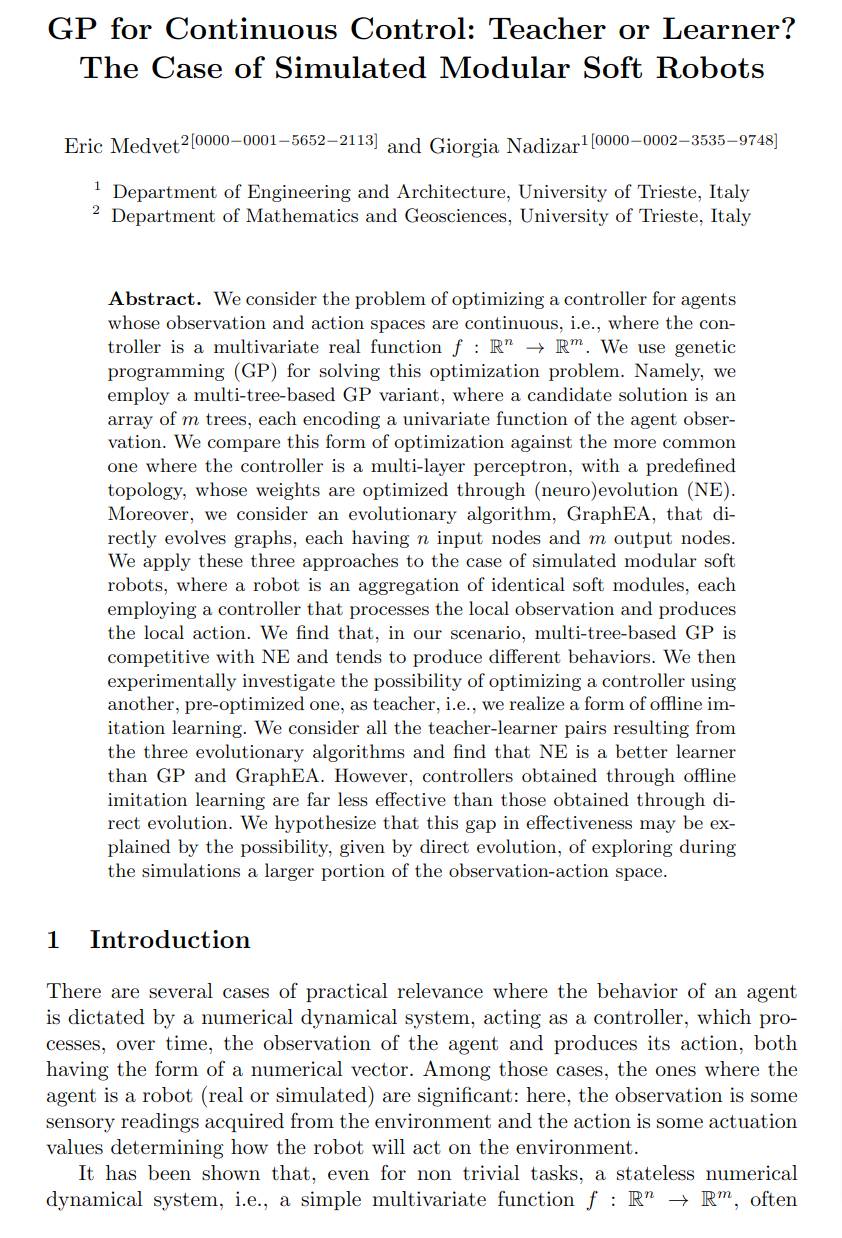 GP for Continuous Control: Teacher or Learner?
The Case of Simulated Modular Soft Robots
Eric Medvet2[0000−0001−5652−2113] and Giorgia Nadizar1[0000−0002−3535−9748]
1 Department of Engineering and Architecture, University of Trieste, Italy
2 Department of Mathematics and Geosciences, University of Trieste, Italy
Abstract. We consider the problem of optimizing a controller for agents
whose observation and action spaces are continuous, i.e., where the con-
troller is a multivariate real function f : ℝⁿ → ℝᵐ. We use genetic
programming (GP) for solving this optimization problem. Namely, we
employ a multi-tree-based GP variant, where a candidate solution is an
array of m trees, each encoding a univariate function of the agent obser-
vation. We compare this form of optimization against the more common
one where the controller is a multi-layer perceptron, with a predefined
topology, whose weights are optimized through (neuro)evolution (NE).
Moreover, we consider an evolutionary algorithm, GraphEA, that di-
rectly evolves graphs, each having n input nodes and m output nodes.
We apply these three approaches to the case of simulated modular soft
robots, where a robot is an aggregation of identical soft modules, each
employing a controller that processes the local observation and produces
the local action. We find that, in our scenario, multi-tree-based GP is
competitive with NE and tends to produce different behaviors. We then
experimentally investigate the possibility of optimizing a controller using
another, pre-optimized one, as teacher, i.e., we realize a form of offline im-
itation learning. We consider all the teacher-learner pairs resulting from
the three evolutionary algorithms and find that NE is a better learner
than GP and GraphEA. However, controllers obtained through offline
imitation learning are far less effective than those obtained through di-
rect evolution. We hypothesize that this gap in effectiveness may be ex-
plained by the possibility, given by direct evolution, of exploring during
the simulations a larger portion of the observation-action space.
1 Introduction
There are several cases of practical relevance where the behavior of an agent
is dictated by a numerical dynamical system, acting as a controller, which pro-
cesses, over time, the observation of the agent and produces its action, both
having the form of a numerical vector. Among those cases, the ones where the
agent is a robot (real or simulated) are significant: here, the observation is some
sensory readings acquired from the environment and the action is some actuation
values determining how the robot will act on the environment.
It has been shown that, even for non trivial tasks, a stateless numerical
dynamical system, i.e., a simple multivariate function f : ℝⁿ → ℝᵐ, often